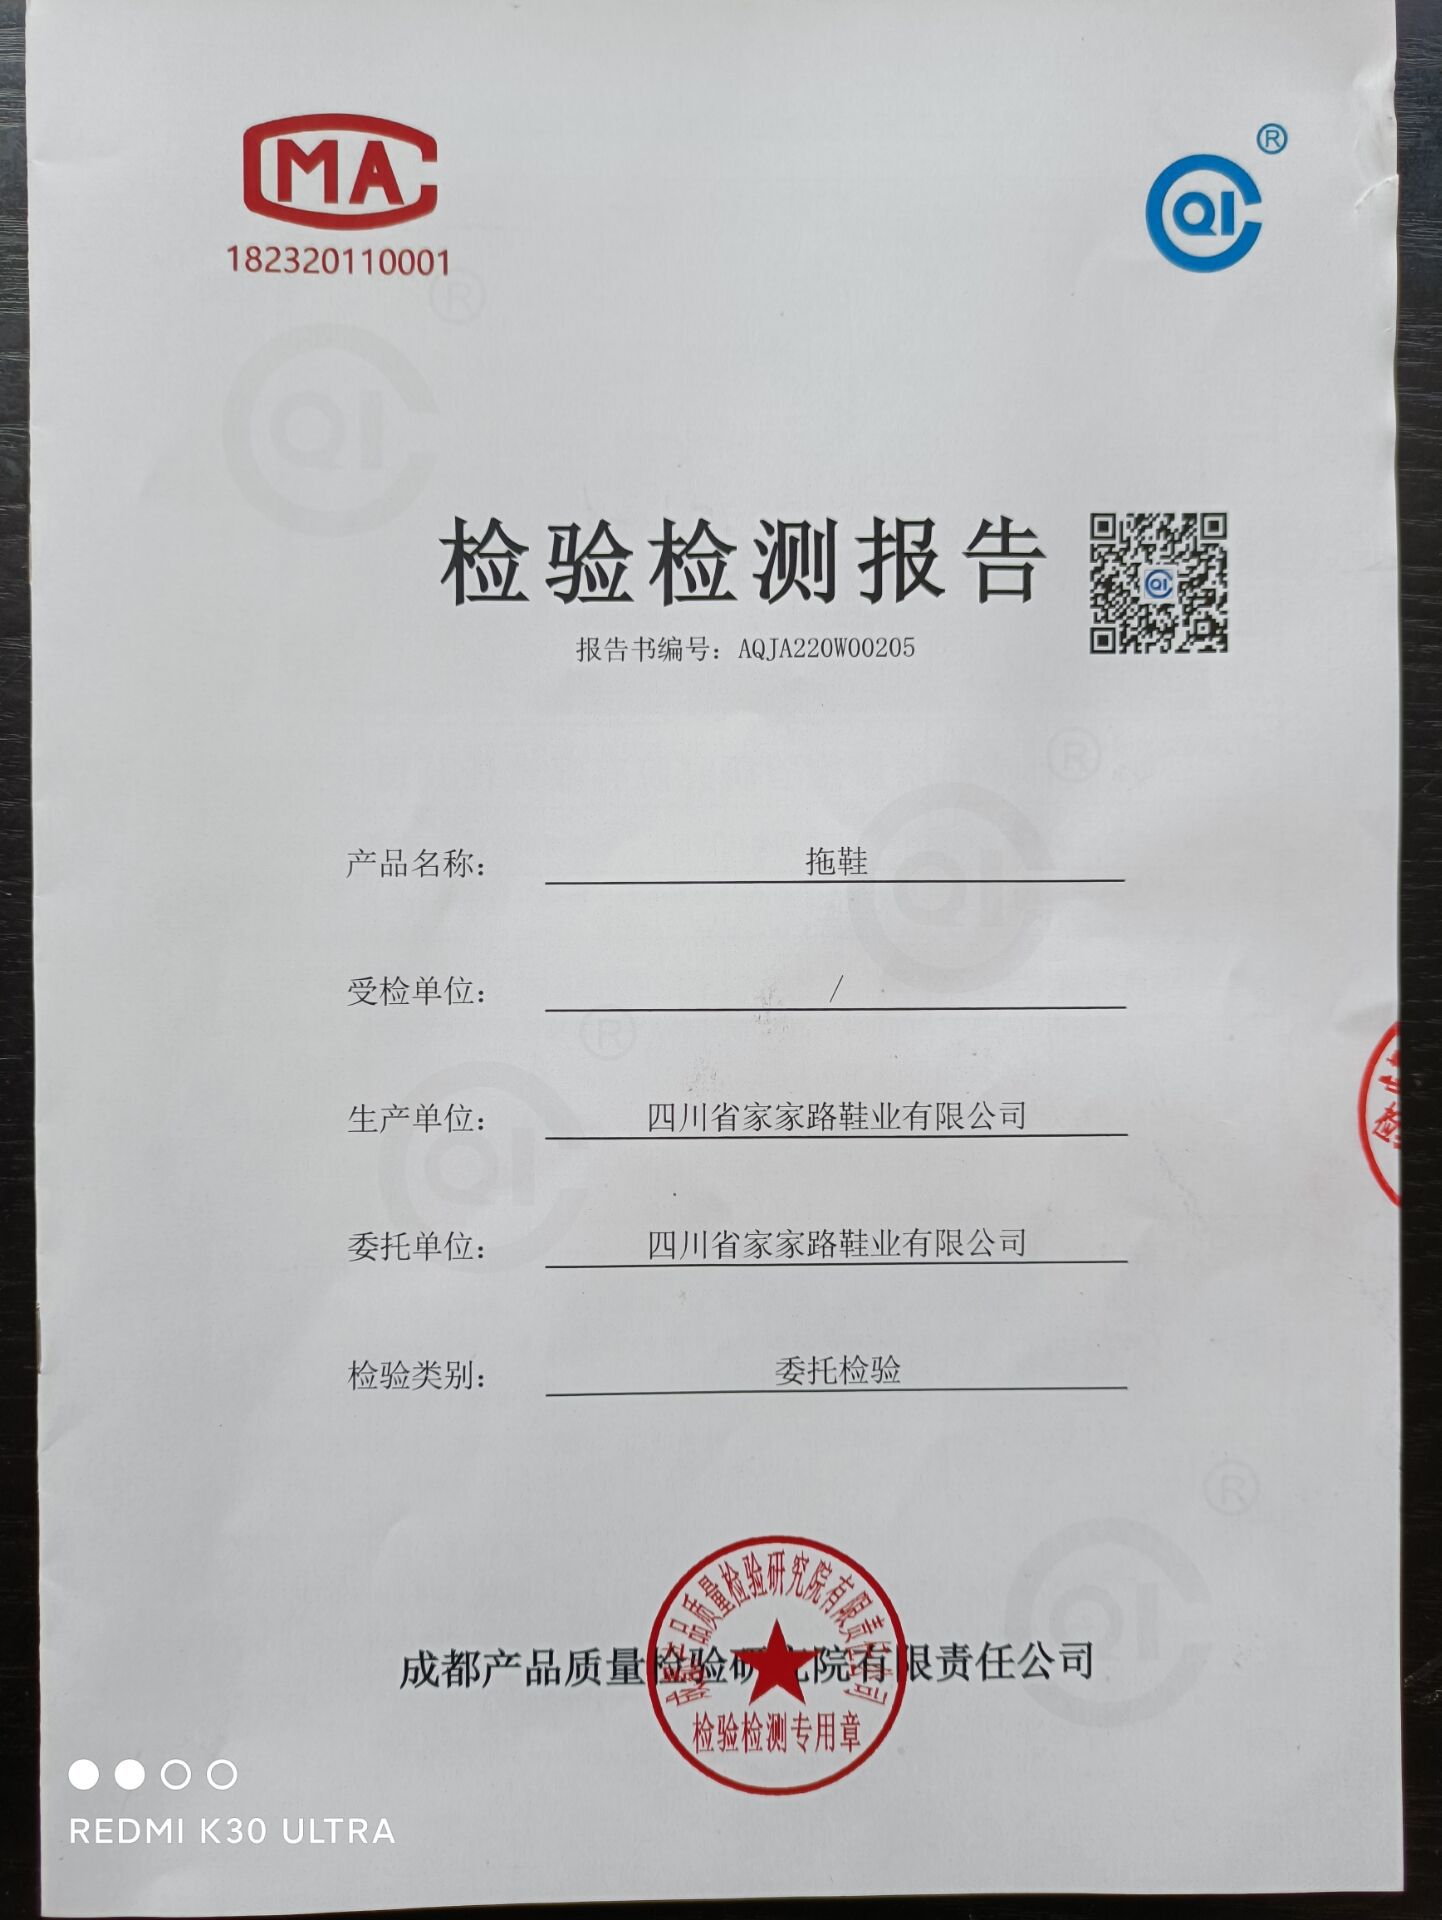 MA
®
QI
182320110001
检验检测报告
报告书编号：AQJA220W00205
产品名称： 拖鞋
受检单位： /
生产单位： 四川省家家路鞋业有限公司
委托单位： 四川省家家路鞋业有限公司
检验类别： 委托检验
成都产品质量检验研究院有限责任公司
检验检测专用章
REDMI K30 ULTRA